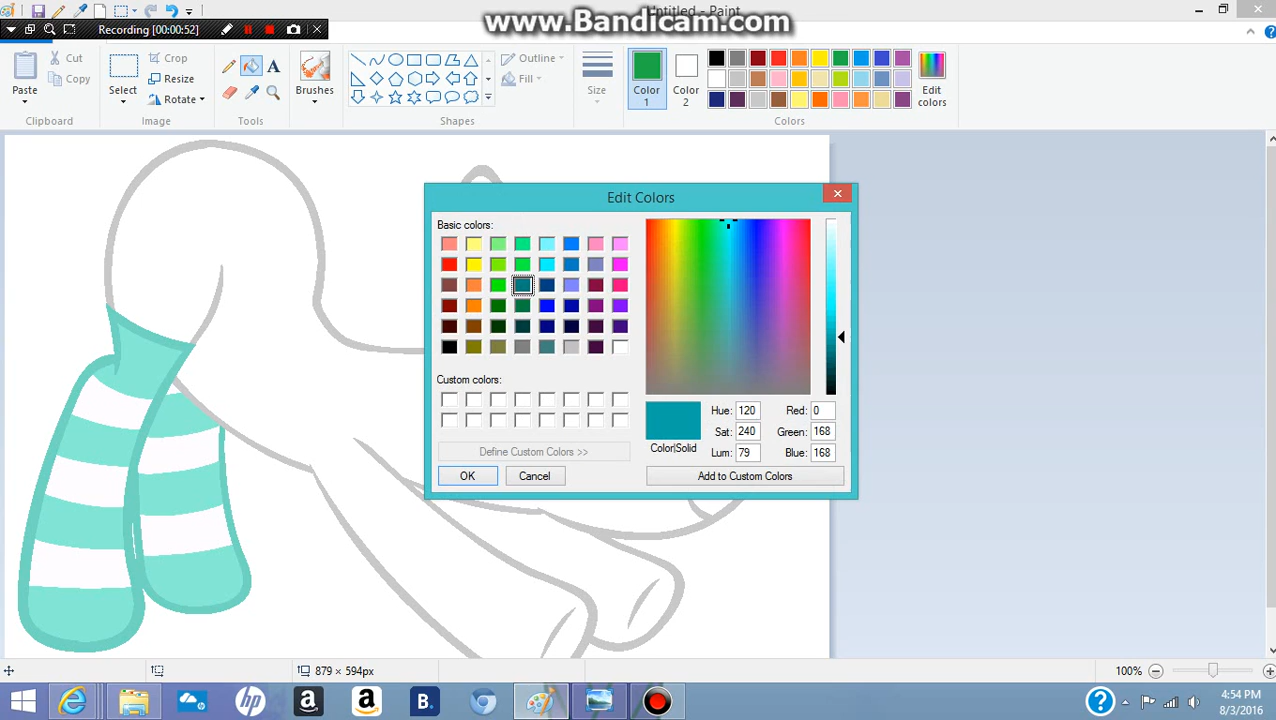 Untitled - Paint
www.Bandicam.com
Recording [00:00:52]
Paste
Cut
Copy
Clipboard
Select
Crop
Resize
Rotate
Image
A
Tools
Brushes
Outline
Fill
Shapes
Size
Color 1
Color 2
Edit colors
Colors
Edit Colors
Basic colors:
Custom colors:
Define Custom Colors >>
OK
Cancel
Color|Solid
Hue: 120
Sat: 240
Lum: 79
Red: 0
Green: 168
Blue: 168
Add to Custom Colors
879 × 594px
100%
hp
a
a
B.
?
4:54 PM
8/3/2016